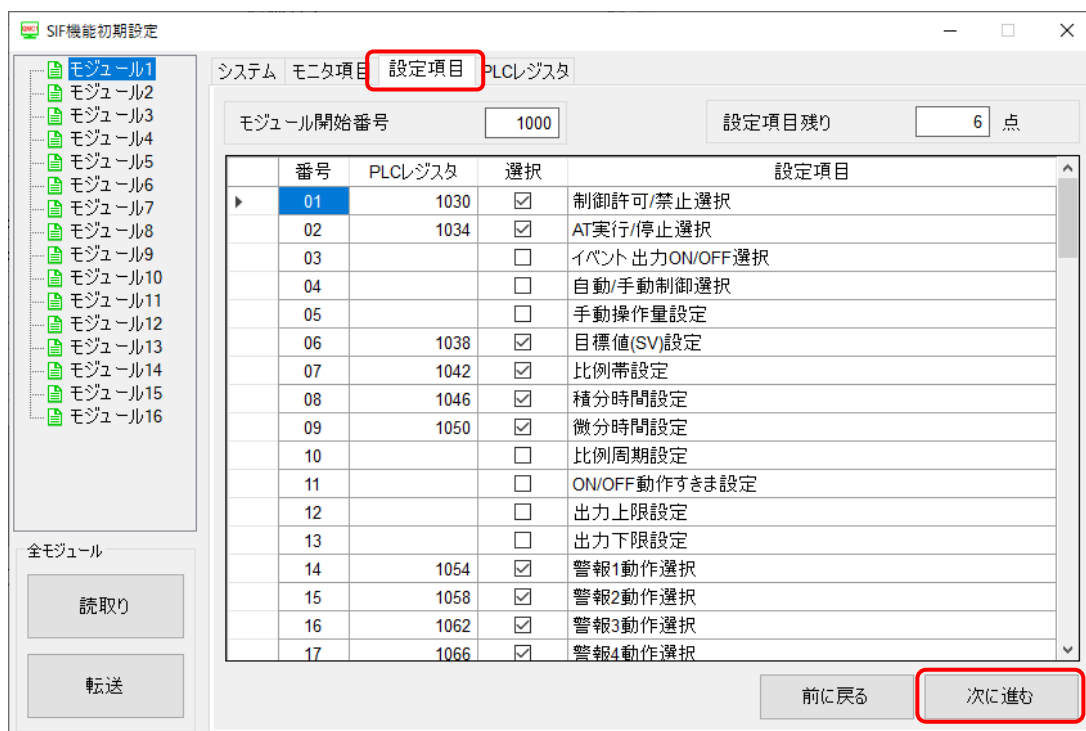 SIF機能初期設定
モジュール1
モジュール2
モジュール3
モジュール4
モジュール5
モジュール6
モジュール7
モジュール8
モジュール9
モジュール10
モジュール11
モジュール12
モジュール13
モジュール14
モジュール15
モジュール16
全モジュール
読取り
転送
システム モニタ項目 設定項目 PLCレジスタ
モジュール開始番号 1000 設定項目残り 6 点
番号 PLCレジスタ 選択 設定項目
01 1030 制御許可/禁止選択
02 1034 AT実行/停止選択
03 イベント出力ON/OFF選択
04 自動/手動制御選択
05 手動操作量設定
06 1038 目標値(SV)設定
07 1042 比例帯設定
08 1046 積分時間設定
09 1050 微分時間設定
10 比例周期設定
11 ON/OFF動作すきま設定
12 出力上限設定
13 出力下限設定
14 1054 警報1動作選択
15 1058 警報2動作選択
16 1062 警報3動作選択
17 1066 警報4動作選択
前に戻る 次に進む